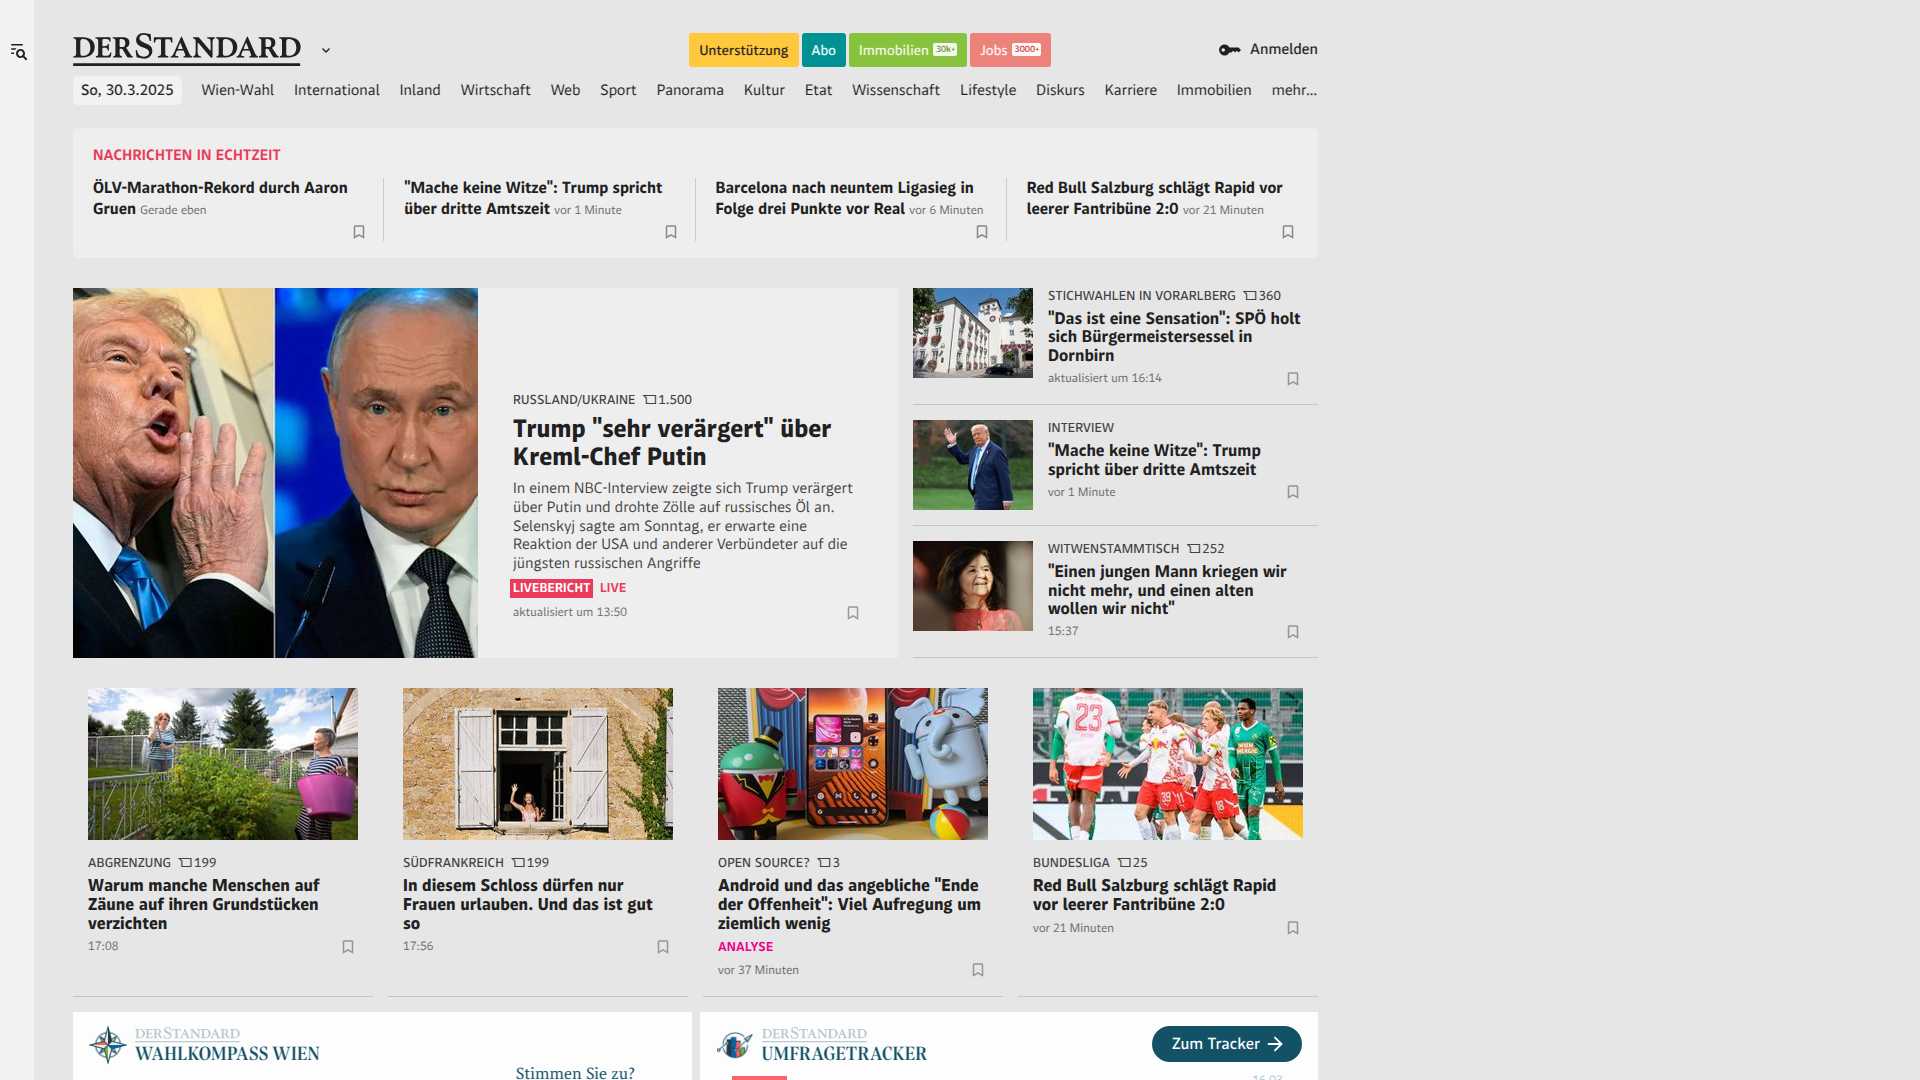 DERSTANDARD
Unterstützung
Abo
Immobilien 30k+
Jobs 3000+
Anmelden
So, 30.3.2025
Wien-Wahl
International
Inland
Wirtschaft
Web
Sport
Panorama
Kultur
Etat
Wissenschaft
Lifestyle
Diskurs
Karriere
Immobilien
mehr...
NACHRICHTEN IN ECHTZEIT
ÖLV-Marathon-Rekord durch Aaron
Gruen Gerade eben
"Mache keine Witze": Trump spricht
über dritte Amtszeit vor 1 Minute
Barcelona nach neuntem Ligasieg in
Folge drei Punkte vor Real vor 6 Minuten
Red Bull Salzburg schlägt Rapid vor
leerer Fantribüne 2:0 vor 21 Minuten
RUSSLAND/UKRAINE 1.500
Trump "sehr verärgert" über
Kreml-Chef Putin
In einem NBC-Interview zeigte sich Trump verärgert
über Putin und drohte Zölle auf russisches Öl an.
Selenskyj sagte am Sonntag, er erwarte eine
Reaktion der USA und anderer Verbündeter auf die
jüngsten russischen Angriffe
LIVEBERICHT LIVE
aktualisiert um 13:50
STICHWAHLEN IN VORARLBERG 360
"Das ist eine Sensation": SPÖ holt
sich Bürgermeistersessel in
Dornbirn
aktualisiert um 16:14
INTERVIEW
"Mache keine Witze": Trump
spricht über dritte Amtszeit
vor 1 Minute
WITWENSTAMMTISCH 252
"Einen jungen Mann kriegen wir
nicht mehr, und einen alten
wollen wir nicht"
15:37
ABGRENZUNG 199
Warum manche Menschen auf
Zäune auf ihren Grundstücken
verzichten
17:08
SÜDFRANKREICH 199
In diesem Schloss dürfen nur
Frauen urlauben. Und das ist gut
so
17:56
OPEN SOURCE? 3
Android und das angebliche "Ende
der Offenheit": Viel Aufregung um
ziemlich wenig
ANALYSE
vor 37 Minuten
23
39
11
18
WIEN
ENERGIE
BUNDESLIGA 25
Red Bull Salzburg schlägt Rapid
vor leerer Fantribüne 2:0
vor 21 Minuten
DERSTANDARD
WAHLKOMPASS WIEN
Stimmen Sie zu?
DERSTANDARD
UMFRAGETRACKER
Zum Tracker
16.03